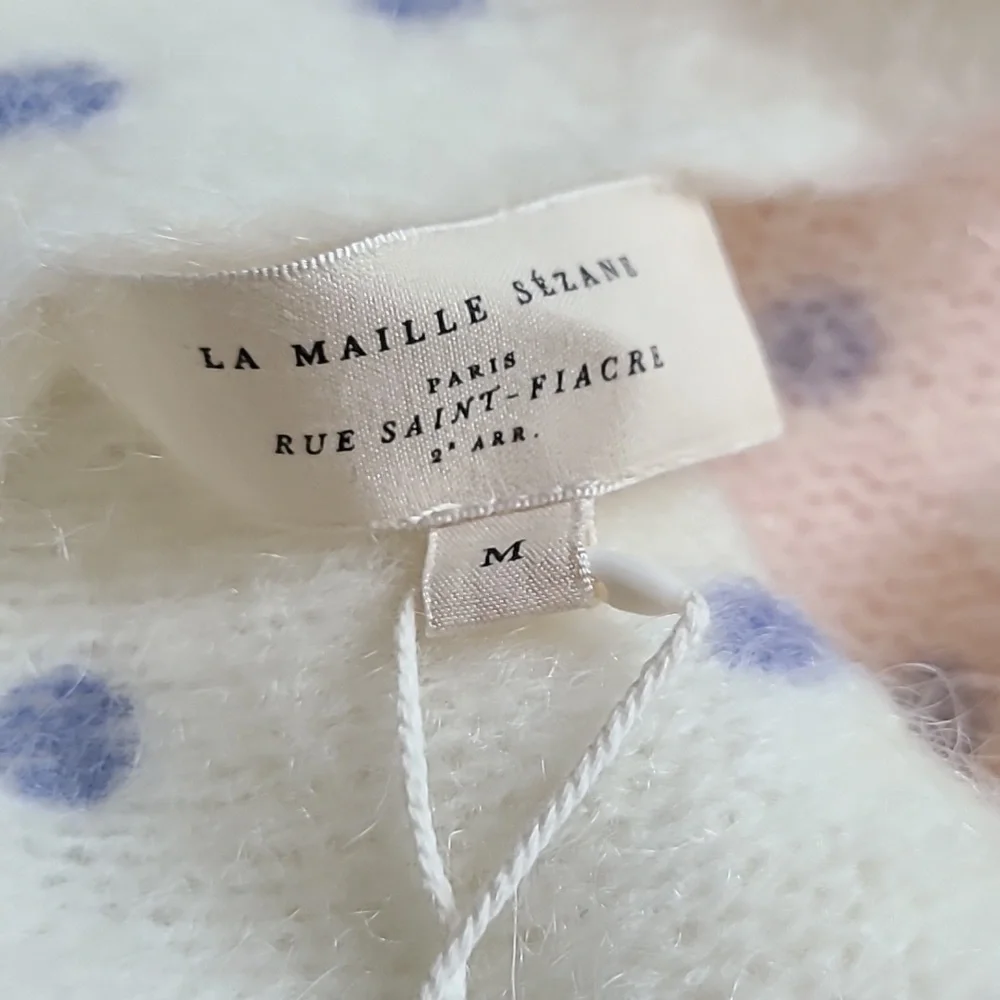 LA MAILLE SÉZANE
PARIS
RUE SAINT-FIACRE
2e ARR.
M